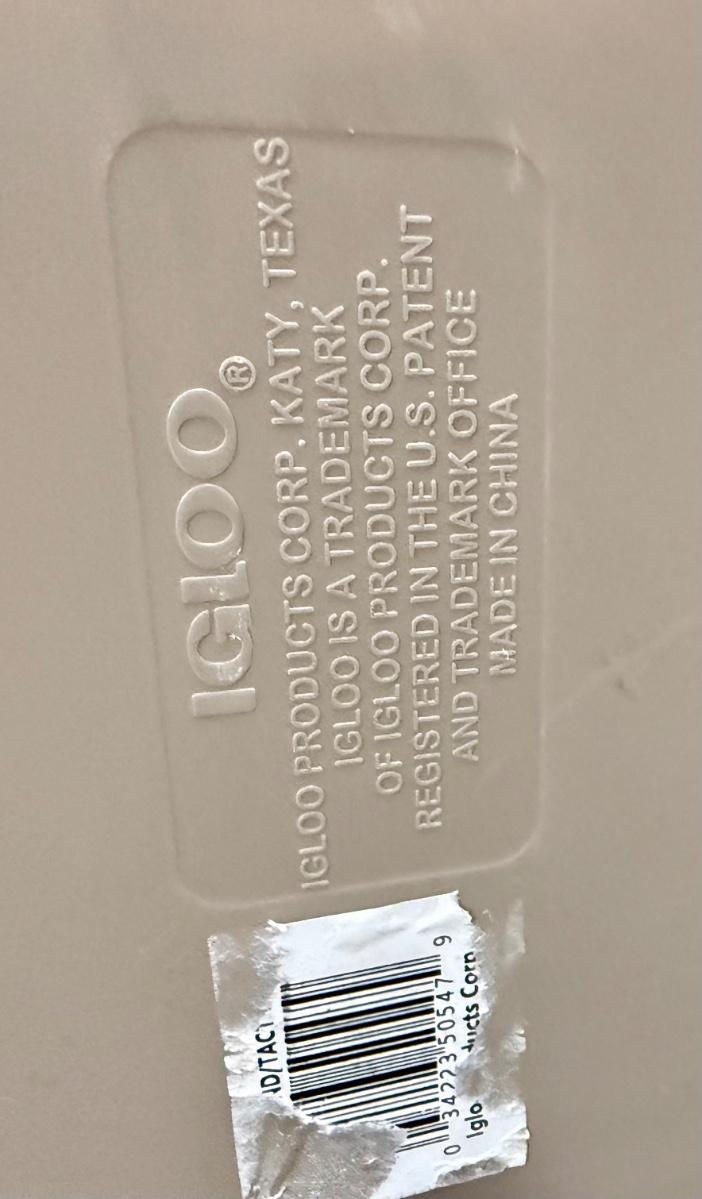 IGLOO®
IGLOO PRODUCTS CORP. KATY, TEXAS
IGLOO IS A TRADEMARK
OF IGLOO PRODUCTS CORP.
REGISTERED IN THE U.S. PATENT
AND TRADEMARK OFFICE
MADE IN CHINA
0 34223 50547 9
Corp